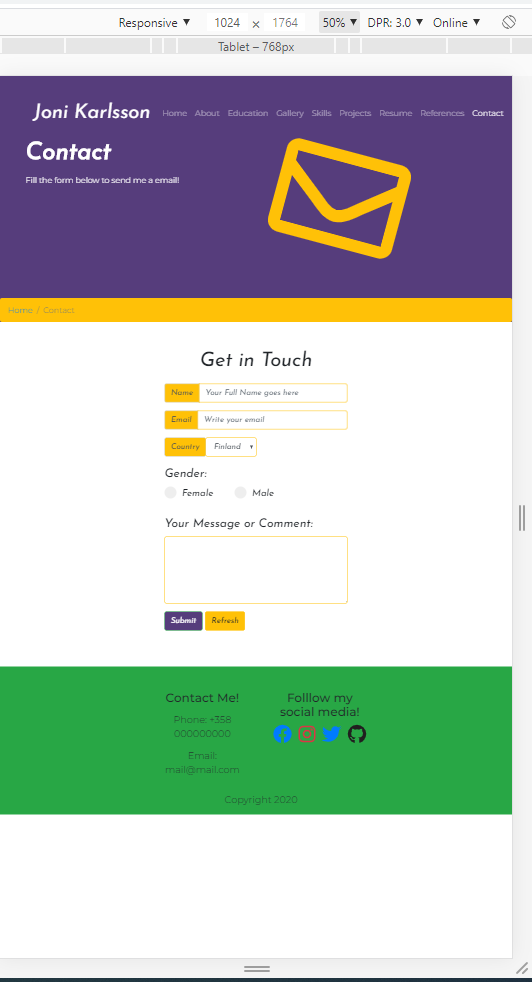 Responsive ▼ 1024 × 1764 50% ▼ DPR: 3.0 ▼ Online ▼
Tablet – 768px
Joni Karlsson Home About Education Gallery Skills Projects Resume References Contact
Contact
Fill the form below to send me a email!
Home / Contact
Get in Touch
Name Your Full Name goes here
Email Write your email
Country Finland
Gender:
Female Male
Your Message or Comment:
Submit Refresh
Contact Me!
Phone: +358
000000000
Email:
mail@mail.com
Folllow my
social media!
Copyright 2020